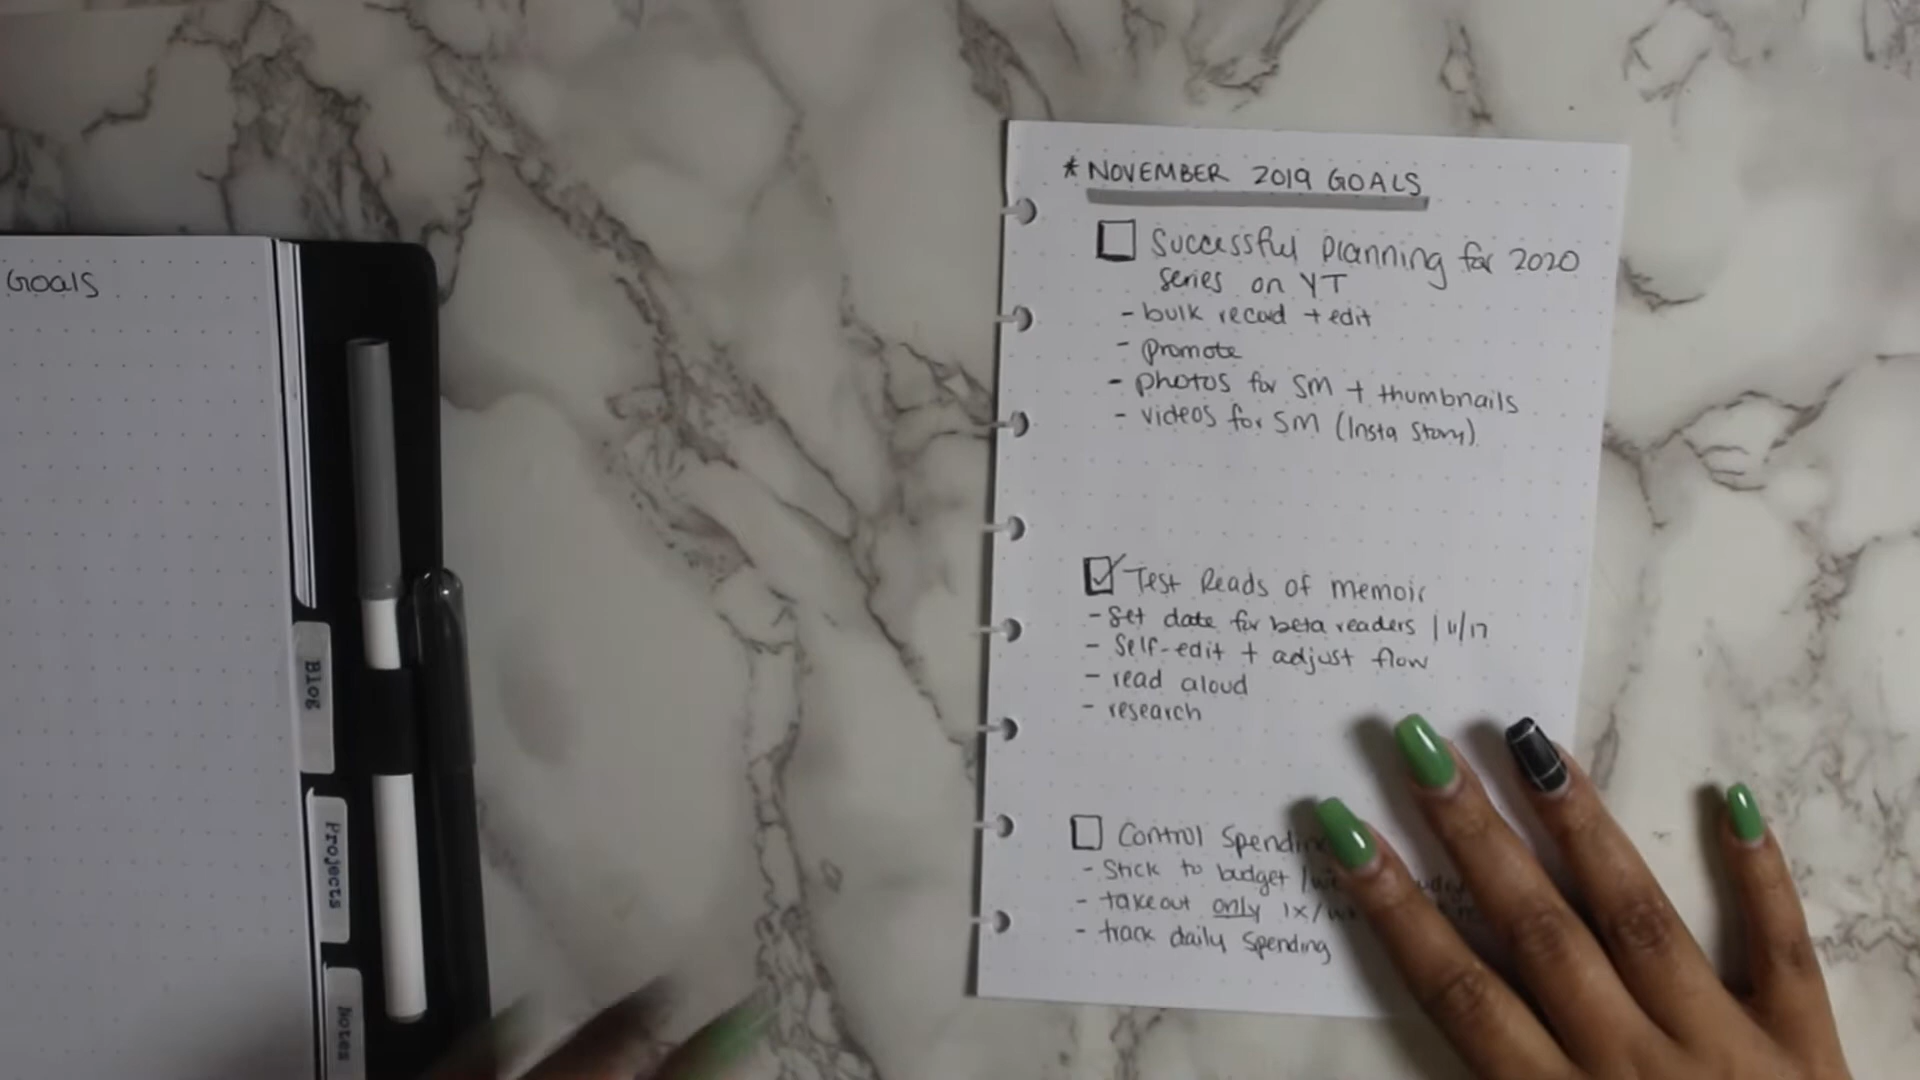 Goals
Blog
Projects
Notes
* NOVEMBER 2019 GOALS
Successful planning for 2020
series on YT
- bulk record + edit
- promote
- photos for SM + thumbnails
- videos for SM (Insta Story)
Test Reads of memoir
- Set date for beta readers | 11/17
- Self-edit + adjust flow
- read aloud
- research
Control Spending
- Stick to budget /
- takeout only 1x/
- track daily spending